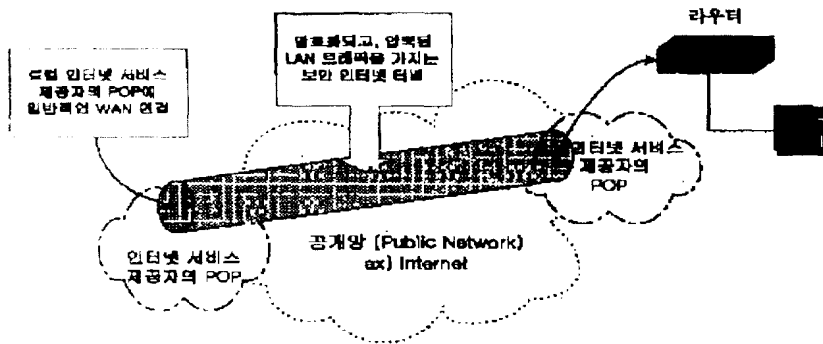 라우터
암호화되고, 압축된
LAN 트래픽을 가지는
보안 인터넷 터널
로컬 인터넷 서비스
제공자의 POP에
일반적인 WAN 연결
인터넷 서비스
제공자의
POP
인터넷 서비스
제공자의 POP
공개망 (Public Network)
ex) Internet